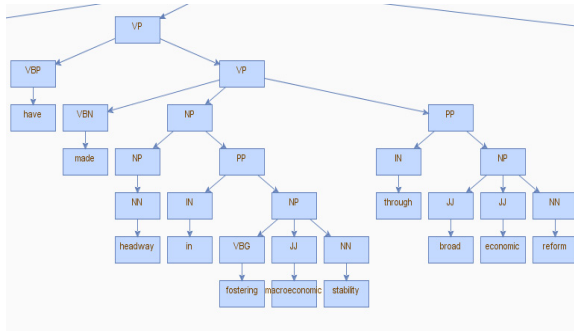 VP
VBP VP
have VBN NP PP
made NP PP IN NP
NN IN NP through JJ JJ NN
headway in VBG JJ NN broad economic reform
fostering macroeconomic stability